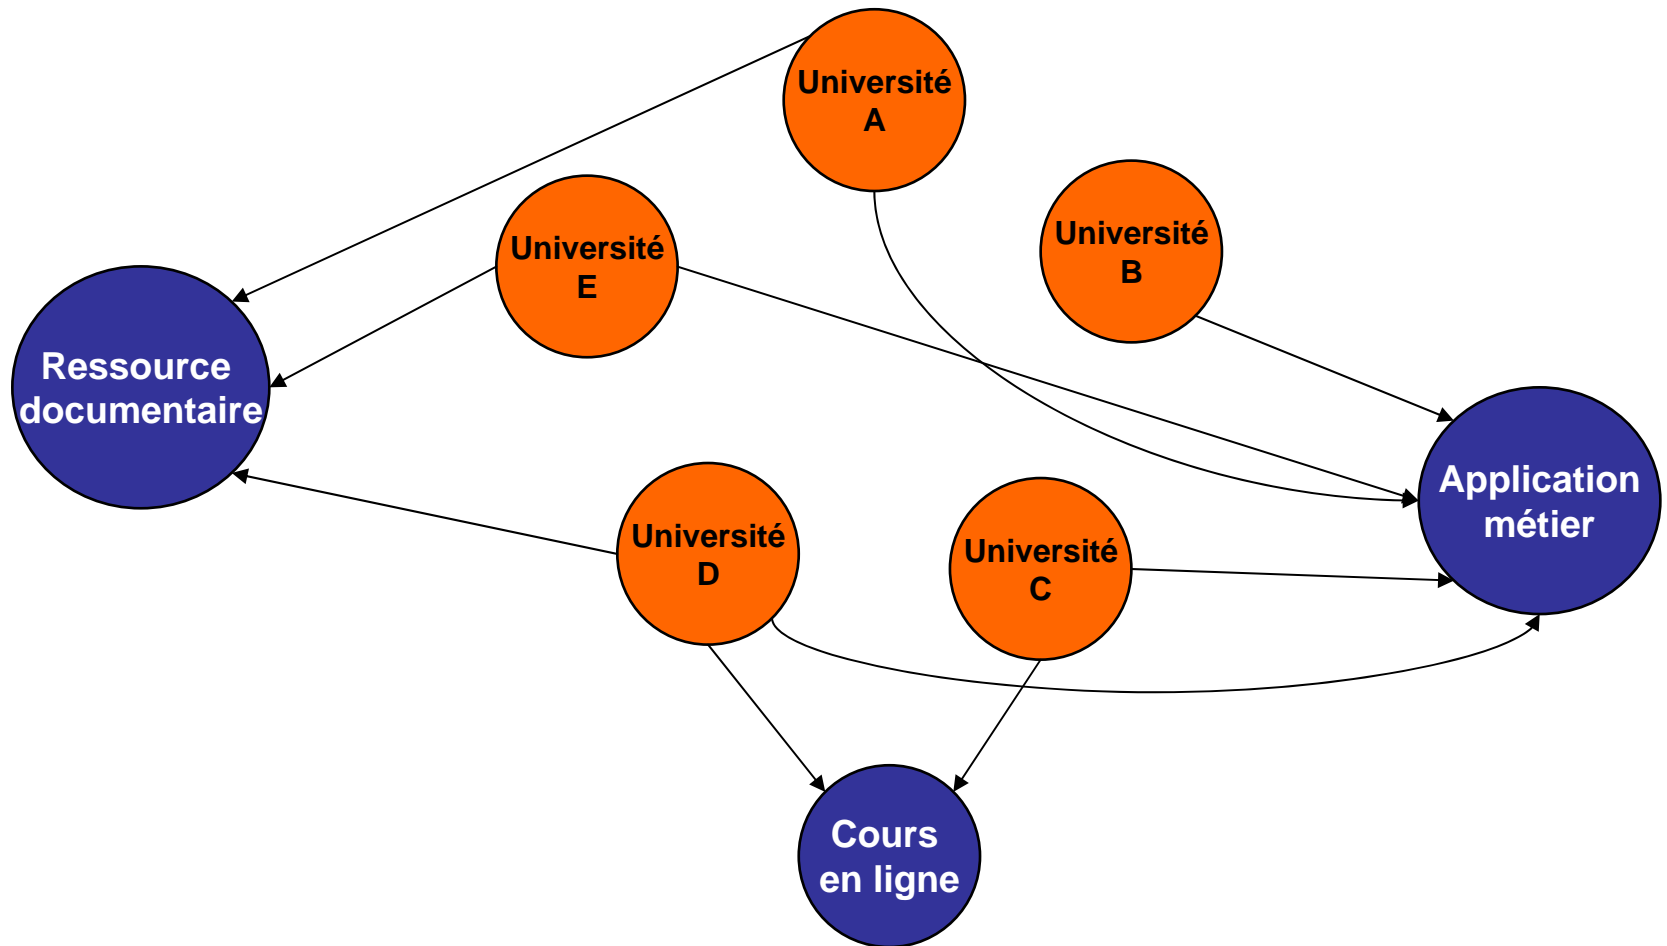 Université
A
Université
B
Université
E
Ressource
documentaire
Application
métier
Université
D
Université
C
Cours
en ligne